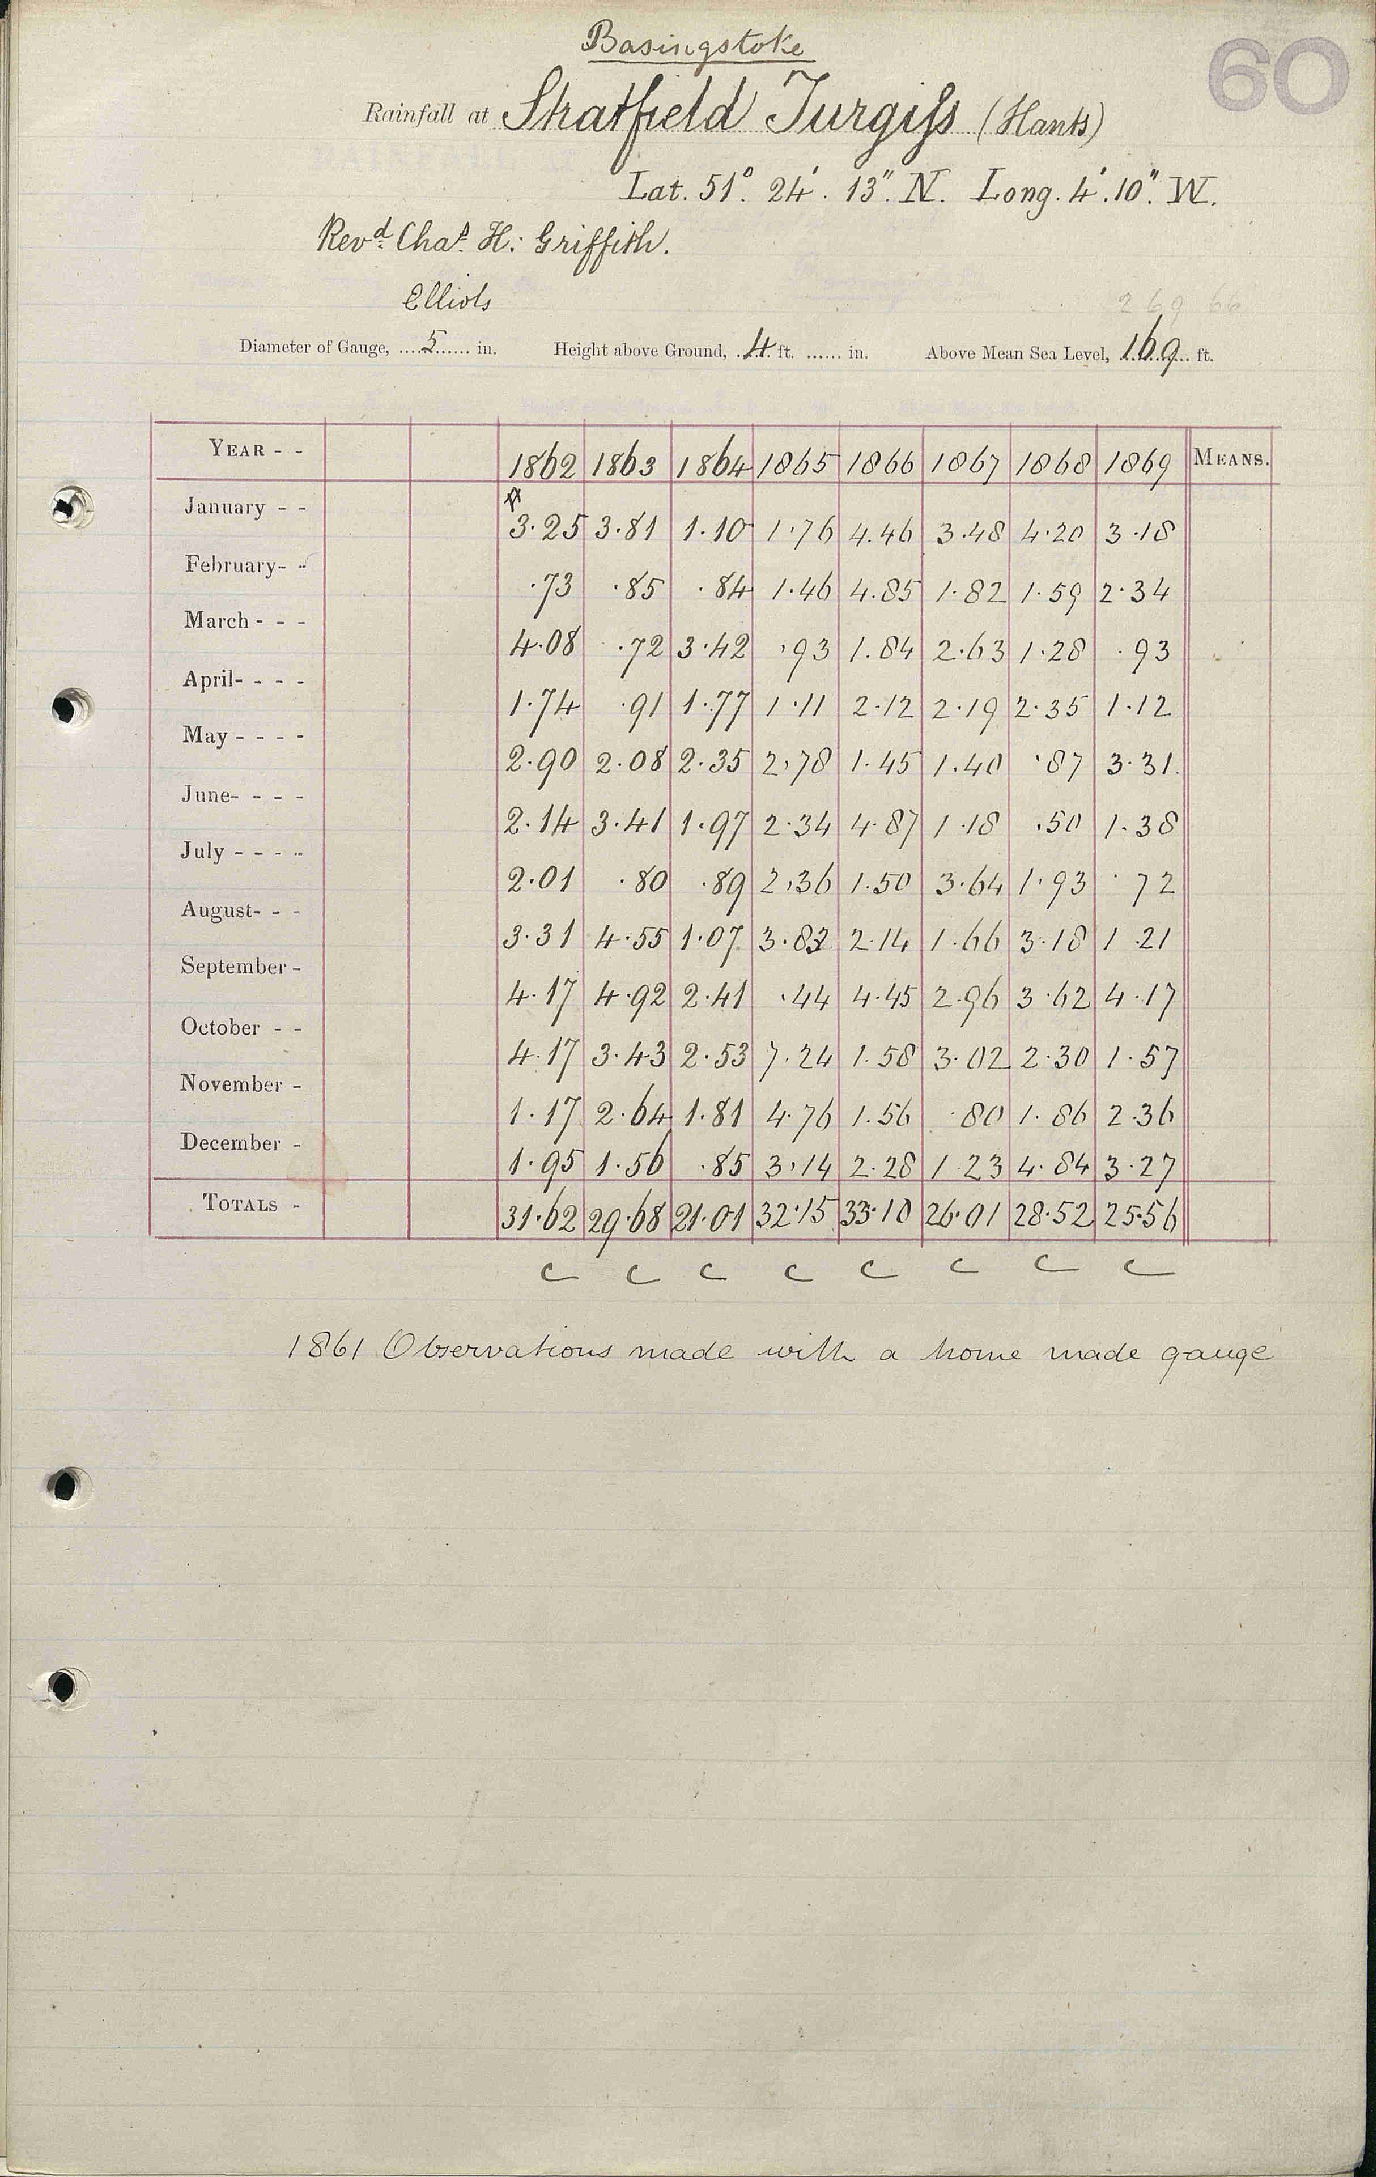 Basingstoke
60
Rainfall at Stratfield Turgiss (Hants)
Lat. 51°. 24'. 13" N. Long. 4'. 10". W.
Revd. Chas. H: Griffith.
Elliots
269 66
Diameter of Gauge, 5 in. Height above Ground, 4 ft. in. Above Mean Sea Level, 169 ft.
YEAR - - 1862 1863 1864 1865 1866 1867 1868 1869 MEANS.
January - - 3.25 3.81 1.10 1.76 4.46 3.48 4.20 3.18
February- - .73 .85 .84 1.46 4.85 1.82 1.59 2.34
March - - - 4.08 .72 3.42 .93 1.84 2.63 1.28 .93
April- - - - 1.74 .91 1.77 1.11 2.12 2.19 2.35 1.12
May - - - - 2.90 2.08 2.35 2.78 1.45 1.40 .87 3.31.
June- - - - 2.14 3.41 1.97 2.34 4.87 1.18 .50 1.38
July - - - - 2.01 .80 .89 2.36 1.50 3.64 1.93 .72
August- - - 3.31 4.55 1.07 3.83 2.14 1.66 3.18 1.21
September - 4.17 4.92 2.41 .44 4.45 2.96 3.62 4.17
October - - 4.17 3.43 2.53 7.24 1.58 3.02 2.30 1.57
November - 1.17 2.64 1.81 4.76 1.56 .80 1.86 2.36
December - 1.95 1.56 .85 3.14 2.28 1.23 4.84 3.27
TOTALS - 31.62 29.68 21.01 32.15 33.10 26.01 28.52 25.56
c c c c c c c c
1861 Observations made with a home made gauge